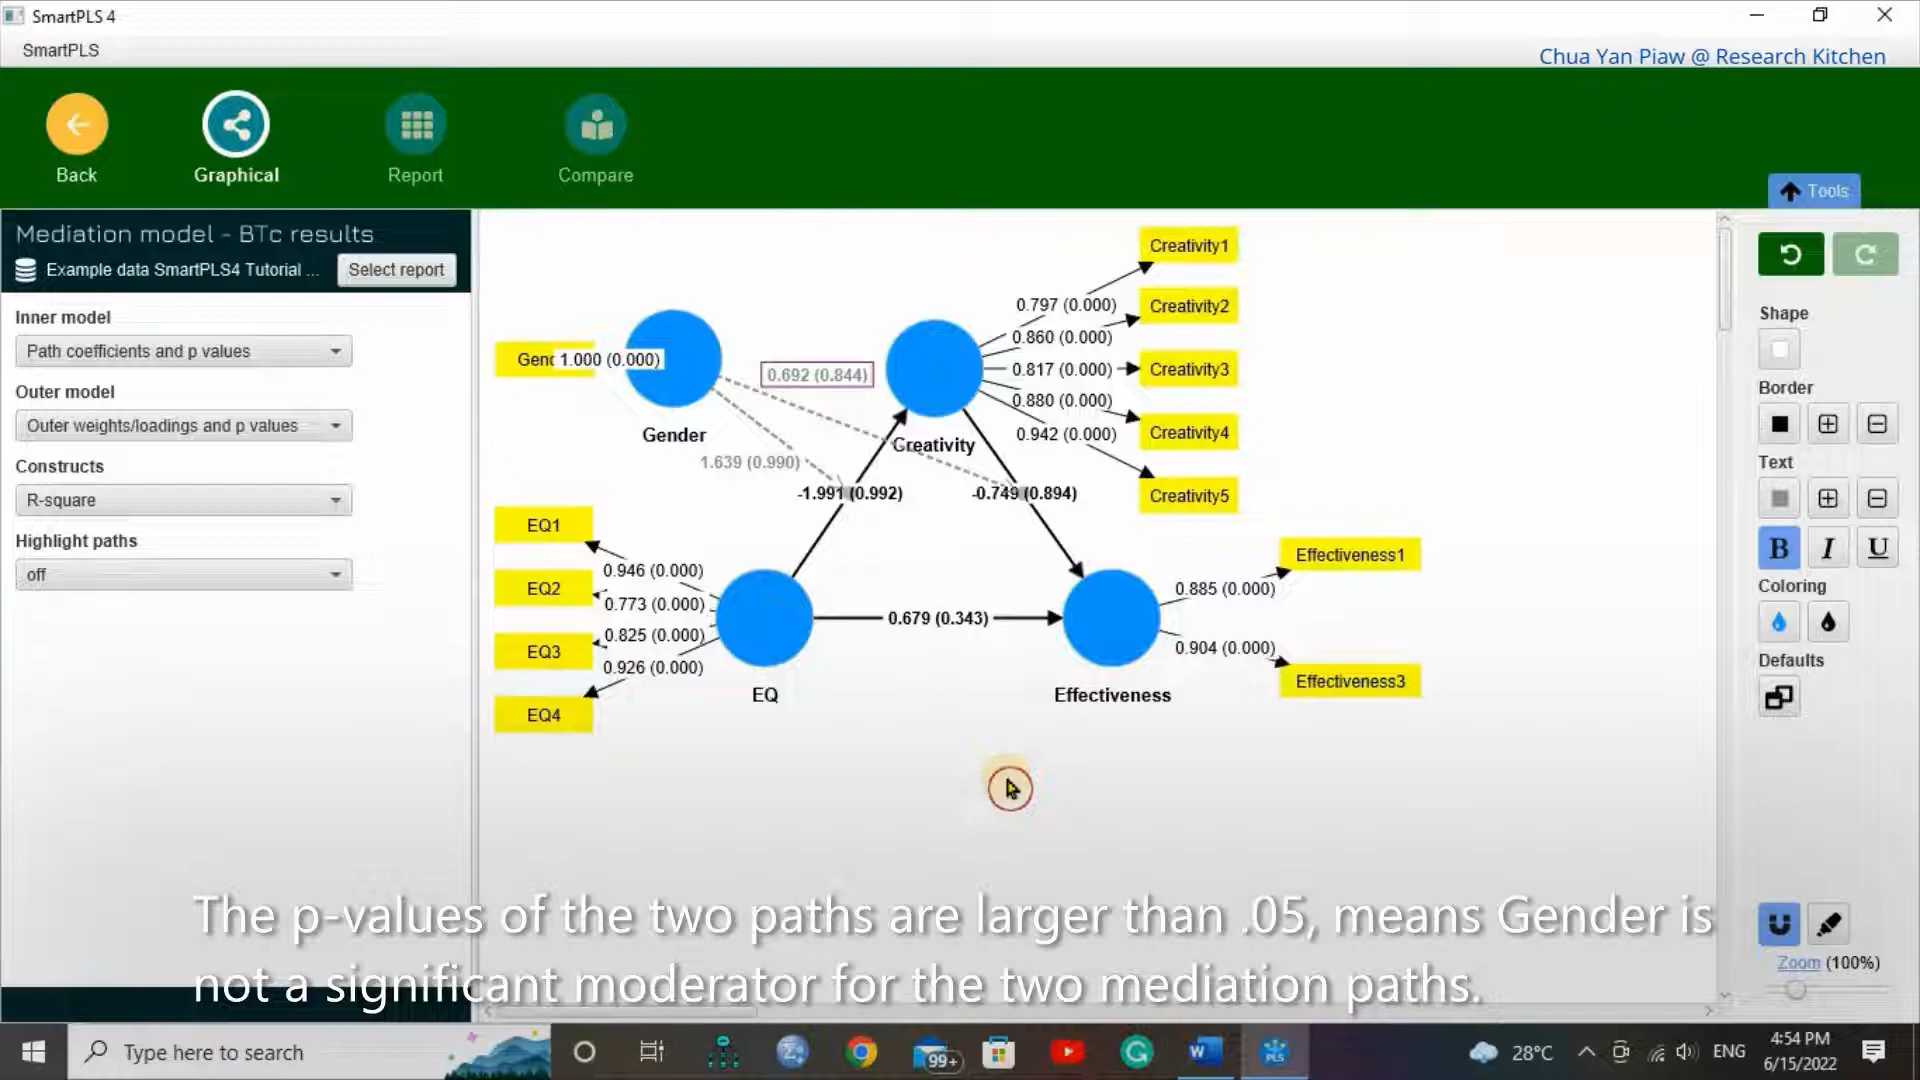 SmartPLS 4
SmartPLS
Chua Yan Piaw @ Research Kitchen
Back
Graphical
Report
Compare
Tools
Mediation model - BTc results
Example data SmartPLS4 Tutorial ...
Select report
Inner model
Path coefficients and p values
Outer model
Outer weights/loadings and p values
Constructs
R-square
Highlight paths
off
Creativity1
0.797 (0.000)
Creativity2
0.860 (0.000)
1.000 (0.000)
0.692 (0.844)
0.817 (0.000)
Creativity3
0.880 (0.000)
Gender
Creativity
0.942 (0.000)
Creativity4
1.639 (0.990)
-1.991 (0.992)
-0.749 (0.894)
Creativity5
EQ1
0.946 (0.000)
EQ2
0.773 (0.000)
0.825 (0.000)
EQ3
0.926 (0.000)
EQ4
EQ
0.679 (0.343)
Effectiveness
Effectiveness1
0.885 (0.000)
0.904 (0.000)
Effectiveness3
Shape
Border
Text
B I U
Coloring
Defaults
Zoom (100%)
The p-values of the two paths are larger than .05, means Gender is
not a significant moderator for the two mediation paths.
Type here to search
99+
W
PLS
28°C
ENG
4:54 PM
6/15/2022